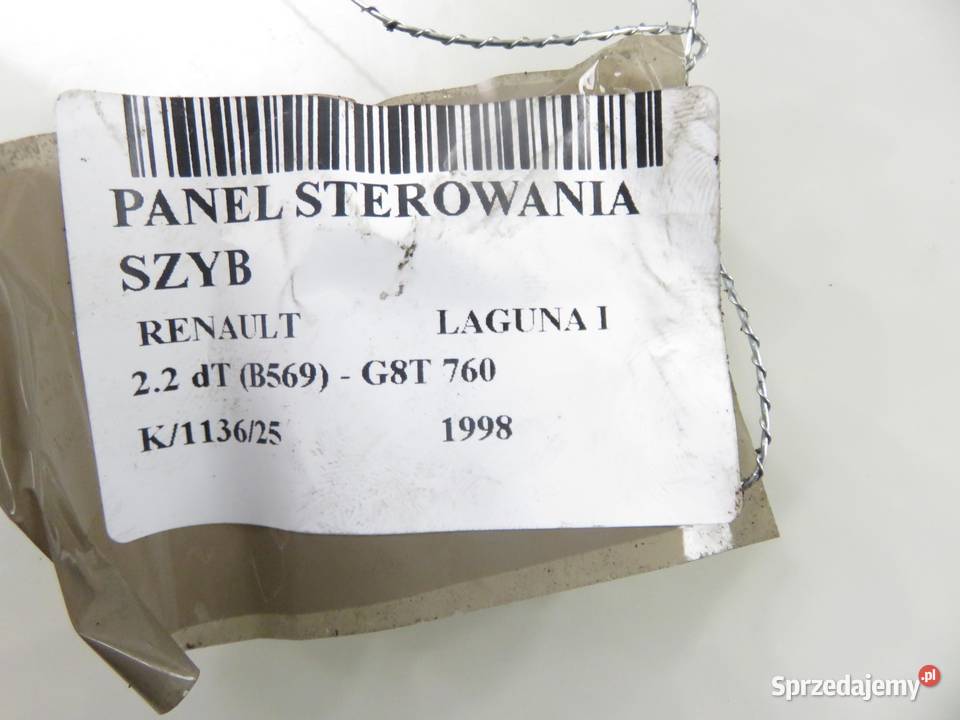 PANEL STEROWANIA
SZYB
RENAULT LAGUNA I
2.2 dT (B569) - G8T 760
K/1136/25 1998
Sprzedajemy.pl